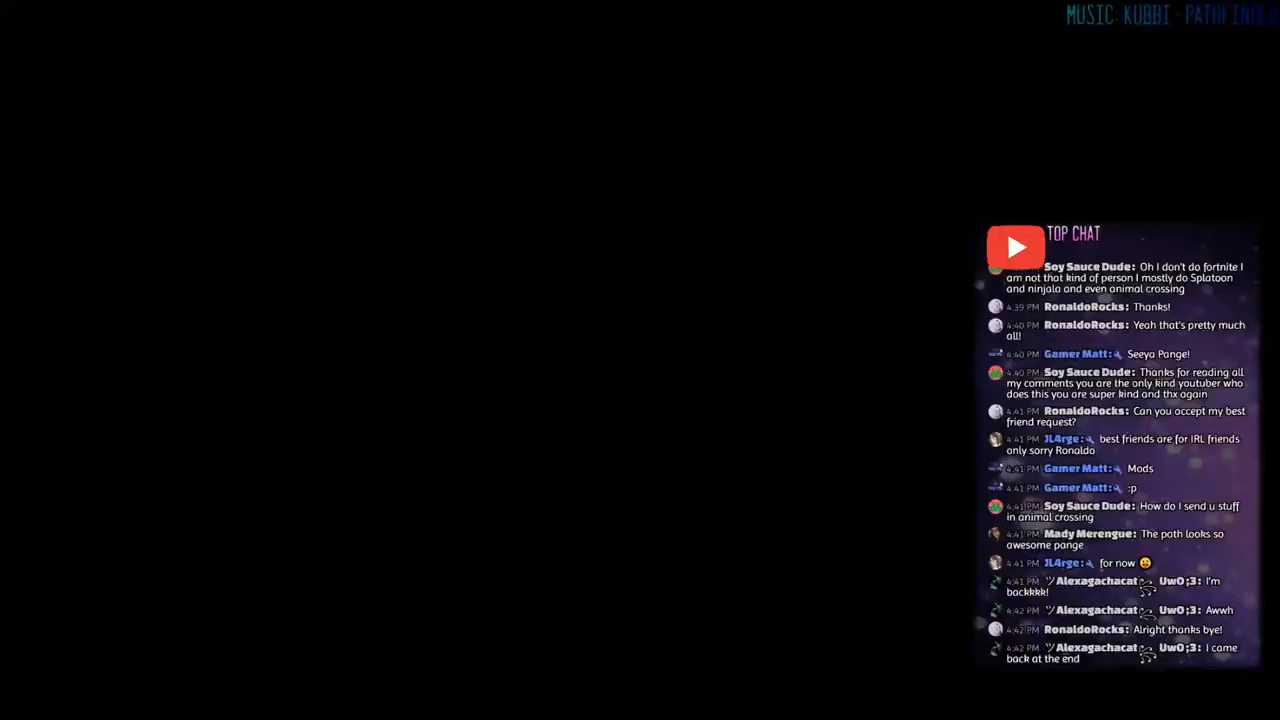 MUSIC: KUBBI - PATHFINDER
TOP CHAT
Soy Sauce Dude: Oh I don't do fortnite I
am not that kind of person I mostly do Splatoon
and ninjala and even animal crossing
4:39 PM RonaldoRocks: Thanks!
4:40 PM RonaldoRocks: Yeah that's pretty much
all!
4:40 PM Gamer Matt: Seeya Pange!
4:40 PM Soy Sauce Dude: Thanks for reading all
my comments you are the only kind youtuber who
does this you are super kind and thx again
4:41 PM RonaldoRocks: Can you accept my best
friend request?
4:41 PM JL4rge: best friends are for IRL friends
only sorry Ronaldo
4:41 PM Gamer Matt: Mods
4:41 PM Gamer Matt: :p
4:41 PM Soy Sauce Dude: How do I send u stuff
in animal crossing
4:41 PM Mady Merengue: The path looks so
awesome pange
4:41 PM JL4rge: for now 😛
4:41 PM ツAlexagachacat UwO ;3: I'm
backkkk!
4:42 PM ツAlexagachacat UwO ;3: Awwh
4:42 PM RonaldoRocks: Alright thanks bye!
4:42 PM ツAlexagachacat UwO ;3: I came
back at the end